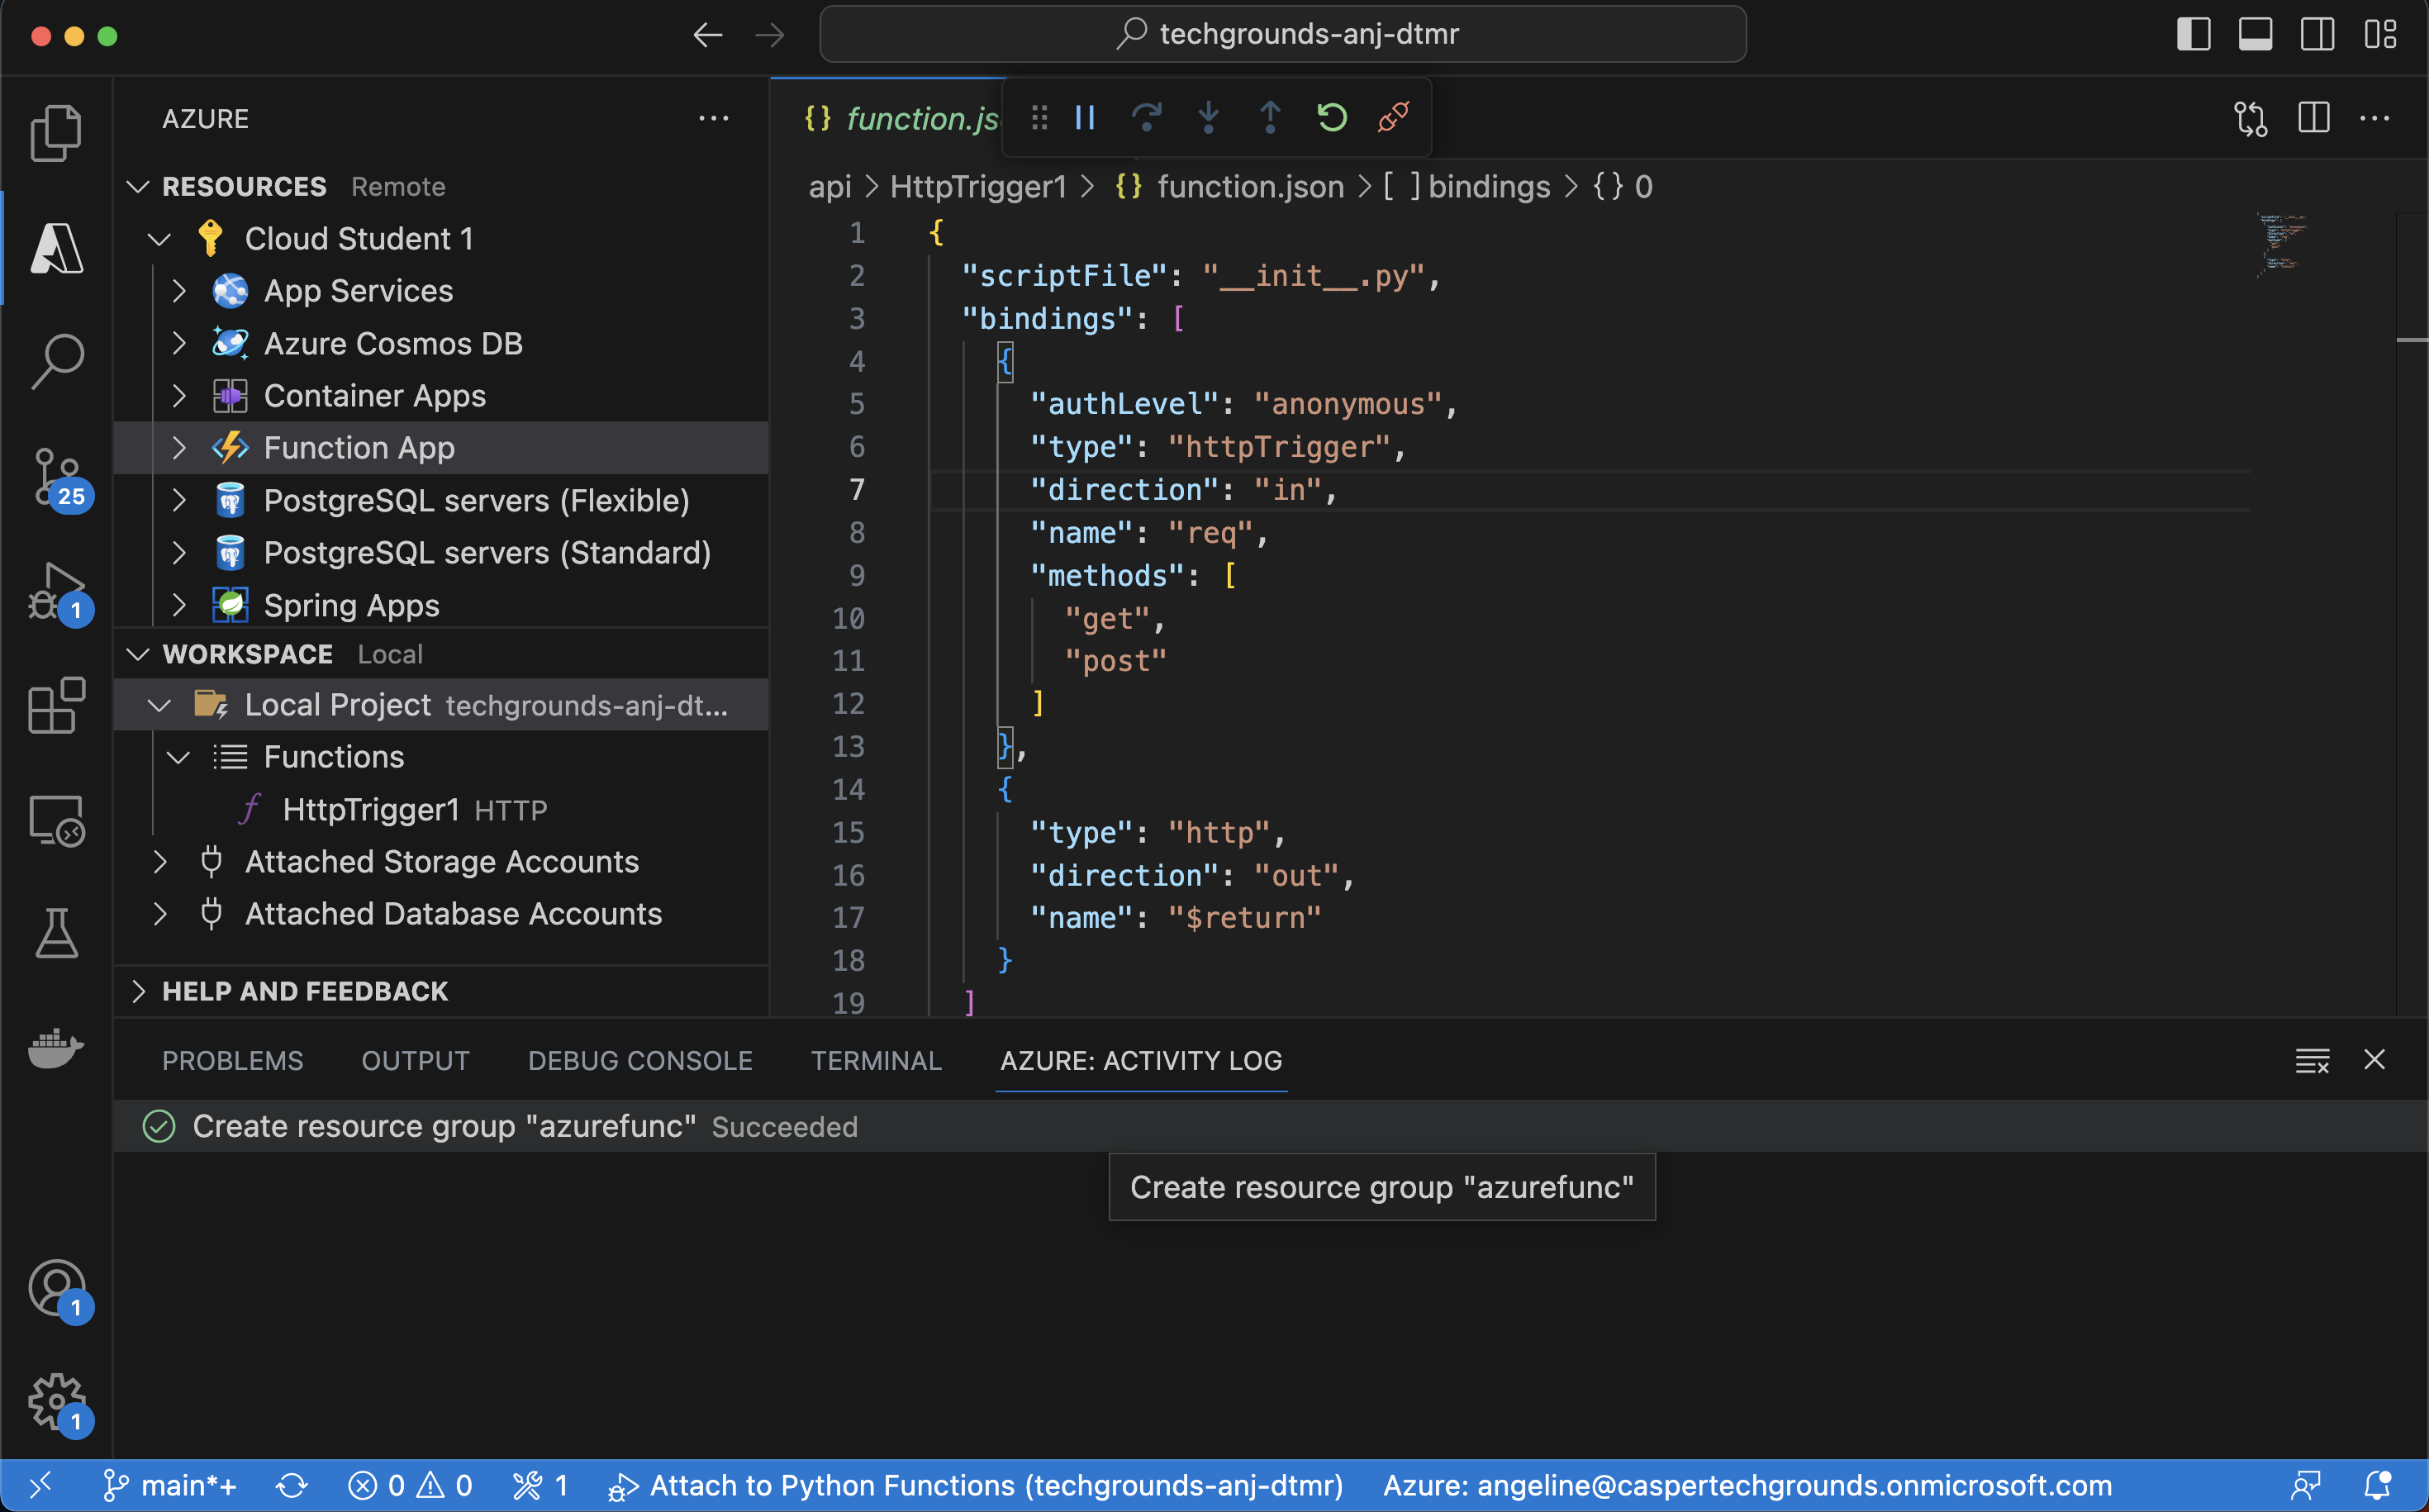 techgrounds-anj-dtmr
AZURE
RESOURCES Remote
Cloud Student 1
App Services
Azure Cosmos DB
Container Apps
Function App
PostgreSQL servers (Flexible)
PostgreSQL servers (Standard)
Spring Apps
WORKSPACE Local
Local Project techgrounds-anj-dt...
Functions
HttpTrigger1 HTTP
Attached Storage Accounts
Attached Database Accounts
HELP AND FEEDBACK
25
1
1
1
{} function.js
api > HttpTrigger1 > {} function.json > [ ] bindings > {} 0
1 {
2 "scriptFile": "__init__.py",
3 "bindings": [
4 {
5 "authLevel": "anonymous",
6 "type": "httpTrigger",
7 "direction": "in",
8 "name": "req",
9 "methods": [
10 "get",
11 "post"
12 ]
13 },
14 {
15 "type": "http",
16 "direction": "out",
17 "name": "$return"
18 }
19 ]
PROBLEMS OUTPUT DEBUG CONSOLE TERMINAL AZURE: ACTIVITY LOG
Create resource group "azurefunc" Succeeded
Create resource group "azurefunc"
main*+ 0 0 1 Attach to Python Functions (techgrounds-anj-dtmr) Azure: angeline@caspertechgrounds.onmicrosoft.com